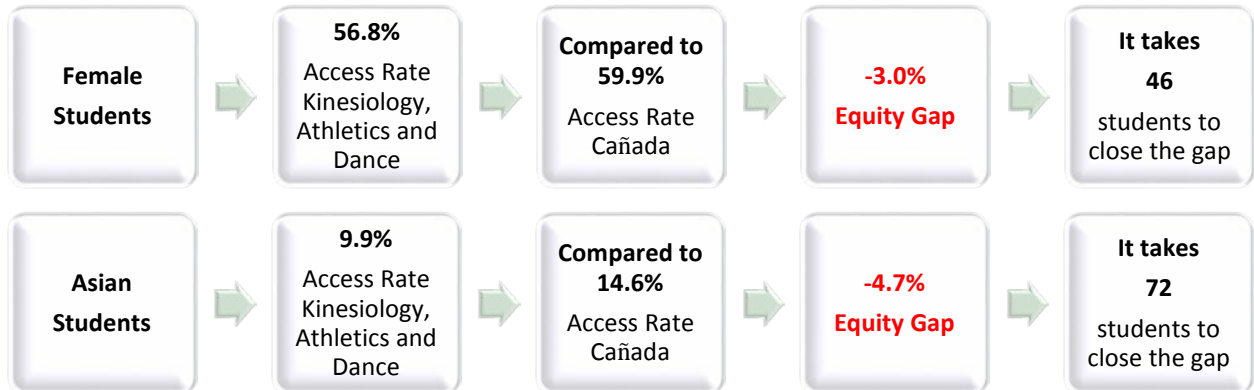 Female
Students
56.8%
Access Rate
Kinesiology,
Athletics and
Dance
Compared to
59.9%
Access Rate
Cañada
-3.0%
Equity Gap
It takes
46
students to
close the gap
Asian
Students
9.9%
Access Rate
Kinesiology,
Athletics and
Dance
Compared to
14.6%
Access Rate
Cañada
-4.7%
Equity Gap
It takes
72
students to
close the gap